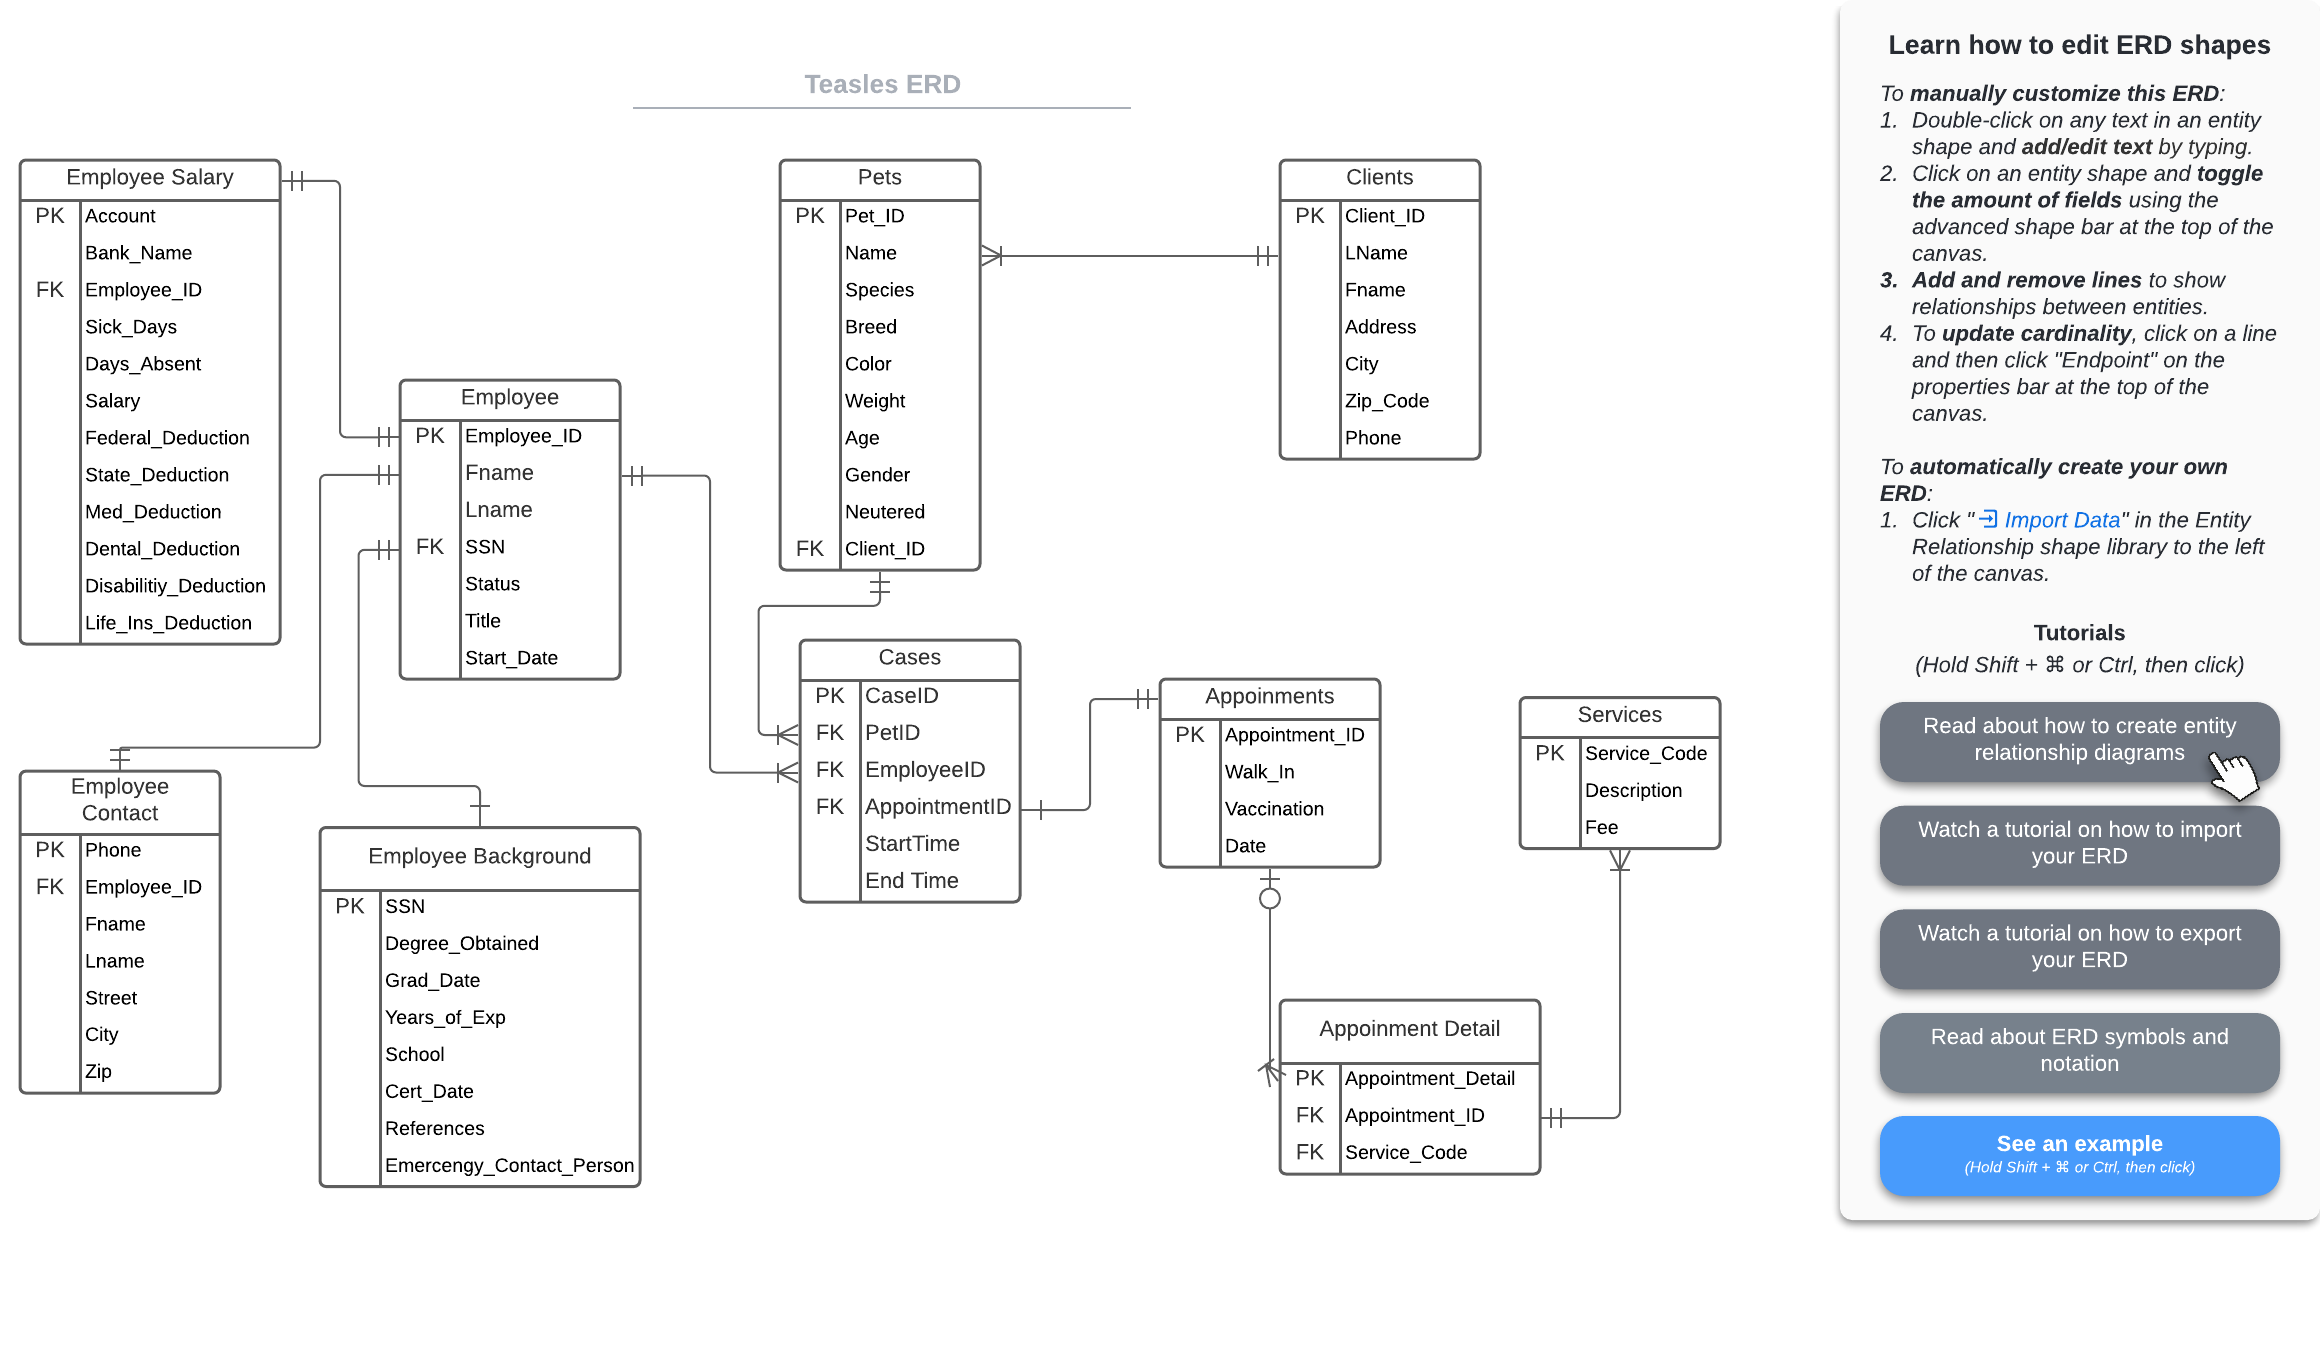 Teasles ERD
Employee Salary
PK Account
Bank_Name
FK Employee_ID
Sick_Days
Days_Absent
Salary
Federal_Deduction
State_Deduction
Med_Deduction
Dental_Deduction
Disabilitiy_Deduction
Life_Ins_Deduction
Employee
PK Employee_ID
Fname
Lname
FK SSN
Status
Title
Start_Date
Pets
PK Pet_ID
Name
Species
Breed
Color
Weight
Age
Gender
Neutered
FK Client_ID
Clients
PK Client_ID
LName
Fname
Address
City
Zip_Code
Phone
Employee
Contact
PK Phone
FK Employee_ID
Fname
Lname
Street
City
Zip
Employee Background
PK SSN
Degree_Obtained
Grad_Date
Years_of_Exp
School
Cert_Date
References
Emercengy_Contact_Person
Cases
PK CaseID
FK PetID
FK EmployeeID
FK AppointmentID
StartTime
End Time
Appoinments
PK Appointment_ID
Walk_In
Vaccination
Date
Services
PK Service_Code
Description
Fee
Appoinment Detail
PK Appointment_Detail
FK Appointment_ID
FK Service_Code
Learn how to edit ERD shapes
To manually customize this ERD:
1. Double-click on any text in an entity
shape and add/edit text by typing.
2. Click on an entity shape and toggle
the amount of fields using the
advanced shape bar at the top of the
canvas.
3. Add and remove lines to show
relationships between entities.
4. To update cardinality, click on a line
and then click "Endpoint" on the
properties bar at the top of the
canvas.
To automatically create your own
ERD:
1. Click " Import Data" in the Entity
Relationship shape library to the left
of the canvas.
Tutorials
(Hold Shift + ⌘ or Ctrl, then click)
Read about how to create entity
relationship diagrams
Watch a tutorial on how to import
your ERD
Watch a tutorial on how to export
your ERD
Read about ERD symbols and
notation
See an example
(Hold Shift + ⌘ or Ctrl, then click)